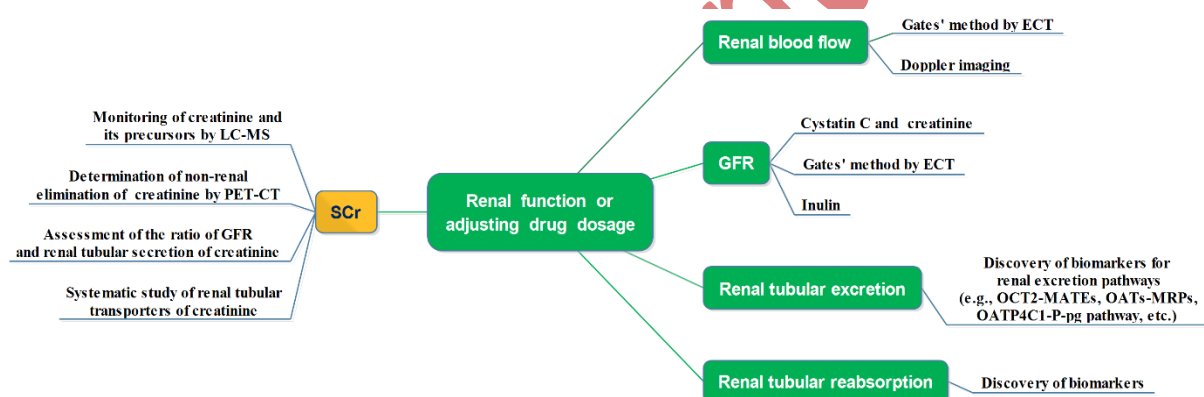 Monitoring of creatinine and
its precursors by LC-MS
Determination of non-renal
elimination of creatinine by PET-CT
Assessment of the ratio of GFR
and renal tubular secretion of creatinine
Systematic study of renal tubular
transporters of creatinine
SCr
Renal function or
adjusting drug dosage
Renal blood flow
Gates' method by ECT
Doppler imaging
GFR
Cystatin C and creatinine
Gates' method by ECT
Inulin
Renal tubular excretion
Discovery of biomarkers for
renal excretion pathways
(e.g., OCT2-MATEs, OATs-MRPs,
OATP4C1-P-pg pathway, etc.)
Renal tubular reabsorption
Discovery of biomarkers